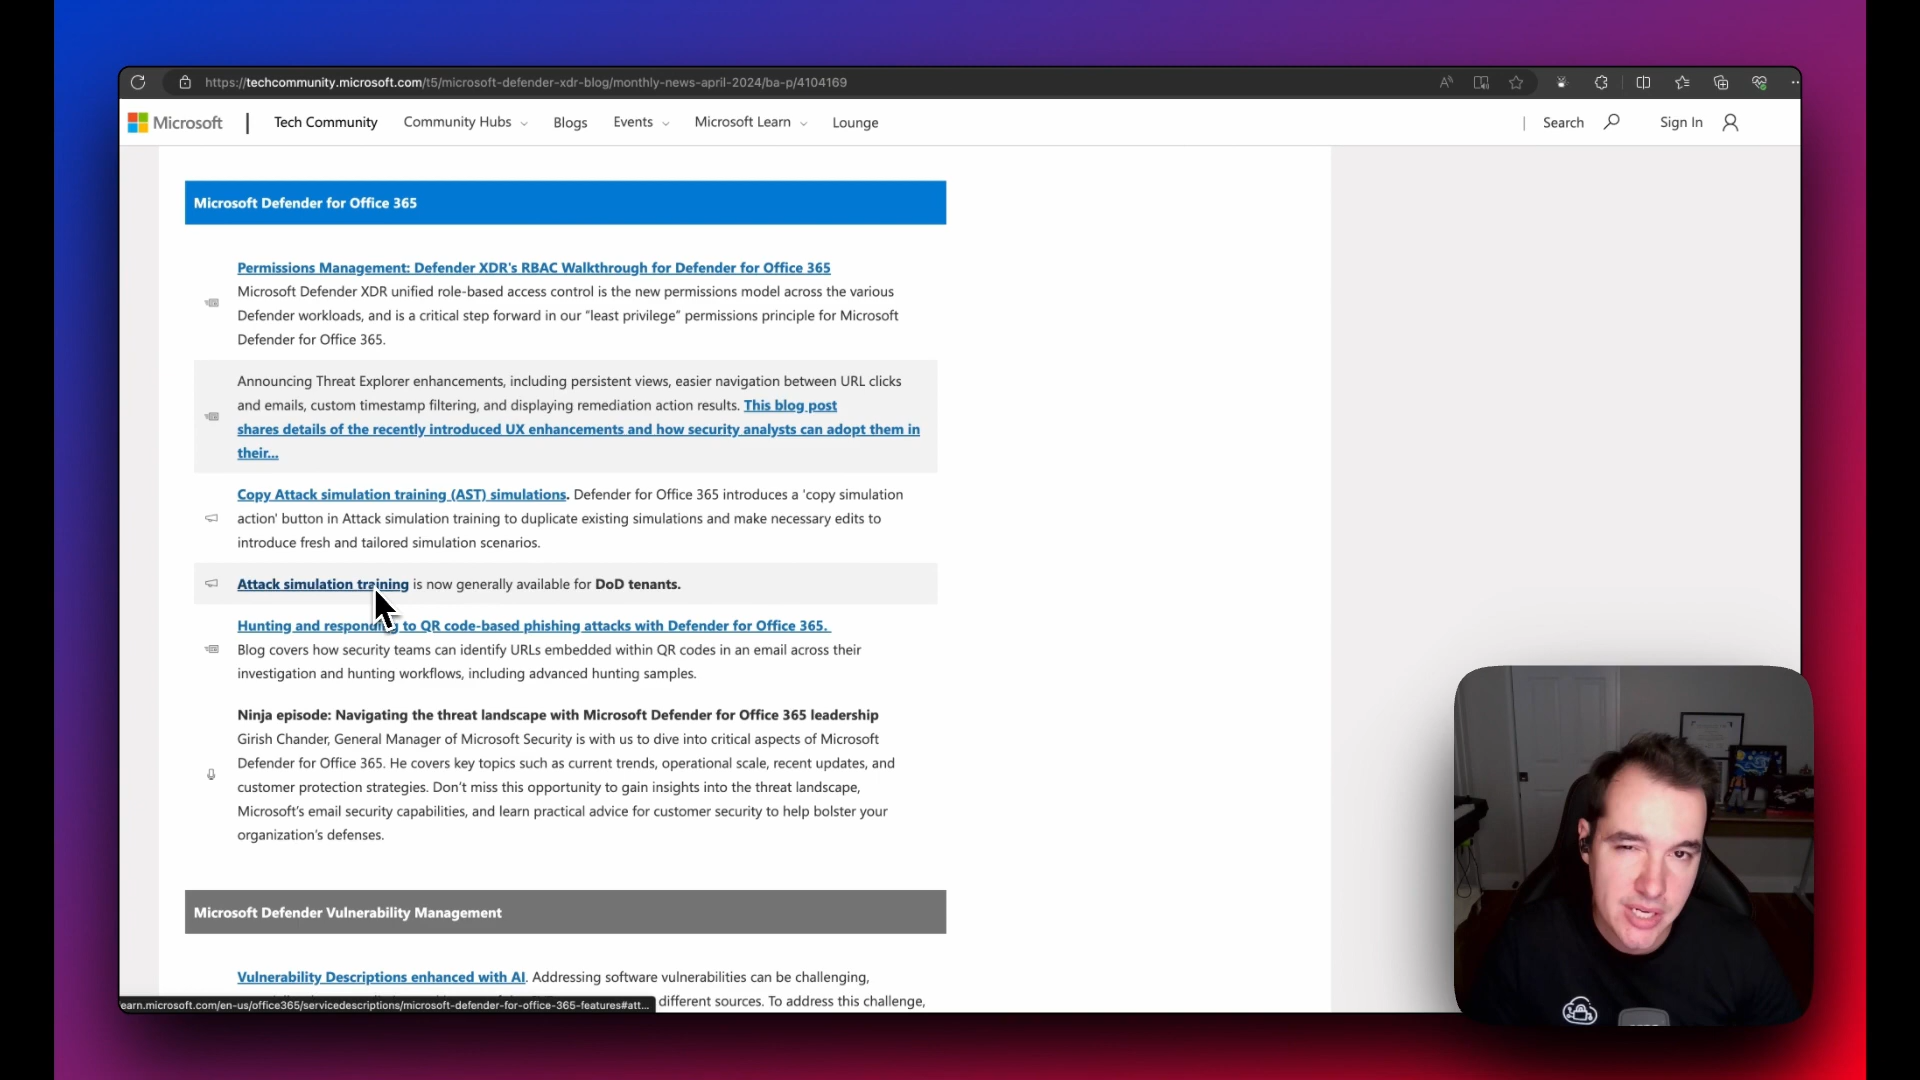 https://techcommunity.microsoft.com/t5/microsoft-defender-xdr-blog/monthly-news-april-2024/ba-p/4104169
Microsoft | Tech Community Community Hubs Blogs Events Microsoft Learn Lounge | Search Sign In
Microsoft Defender for Office 365
Permissions Management: Defender XDR's RBAC Walkthrough for Defender for Office 365
Microsoft Defender XDR unified role-based access control is the new permissions model across the various
Defender workloads, and is a critical step forward in our “least privilege” permissions principle for Microsoft
Defender for Office 365.
Announcing Threat Explorer enhancements, including persistent views, easier navigation between URL clicks
and emails, custom timestamp filtering, and displaying remediation action results. This blog post
shares details of the recently introduced UX enhancements and how security analysts can adopt them in
their...
Copy Attack simulation training (AST) simulations. Defender for Office 365 introduces a 'copy simulation
action' button in Attack simulation training to duplicate existing simulations and make necessary edits to
introduce fresh and tailored simulation scenarios.
Attack simulation training is now generally available for DoD tenants.
Hunting and responding to QR code-based phishing attacks with Defender for Office 365.
Blog covers how security teams can identify URLs embedded within QR codes in an email across their
investigation and hunting workflows, including advanced hunting samples.
Ninja episode: Navigating the threat landscape with Microsoft Defender for Office 365 leadership
Girish Chander, General Manager of Microsoft Security is with us to dive into critical aspects of Microsoft
Defender for Office 365. He covers key topics such as current trends, operational scale, recent updates, and
customer protection strategies. Don’t miss this opportunity to gain insights into the threat landscape,
Microsoft’s email security capabilities, and learn practical advice for customer security to help bolster your
organization’s defenses.
Microsoft Defender Vulnerability Management
Vulnerability Descriptions enhanced with AI. Addressing software vulnerabilities can be challenging,
different sources. To address this challenge,
earn.microsoft.com/en-us/office365/servicedescriptions/microsoft-defender-for-office-365-features#att...